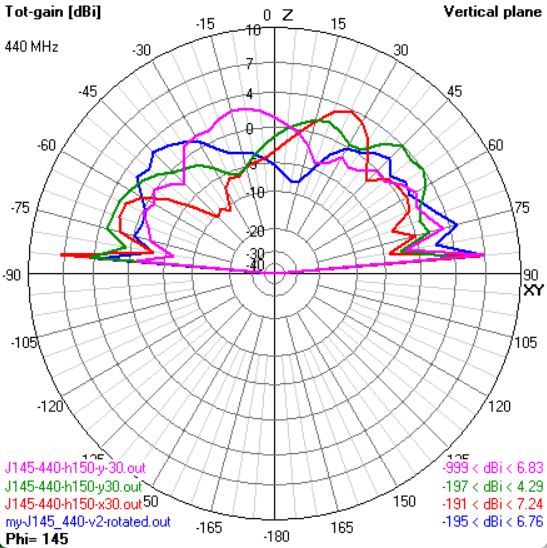 Tot-gain [dBi]
0 Z
Vertical plane
440 MHz
-15
10
15
-30
30
7
-45
4
45
-60
0
60
-5
-10
-75
-20
75
-30
-40
-90
90
XY
-105
105
-120
120
-135
135
J145-440-h150-y-30.out
-999 < dBi < 6.83
J145-440-h150-y30.out
-197 < dBi < 4.29
J145-440-h150-x30.out
50
150
-191 < dBi < 7.24
my-J145_440-v2-rotated.out
-165
165
-195 < dBi < 6.76
Phi= 145
-180